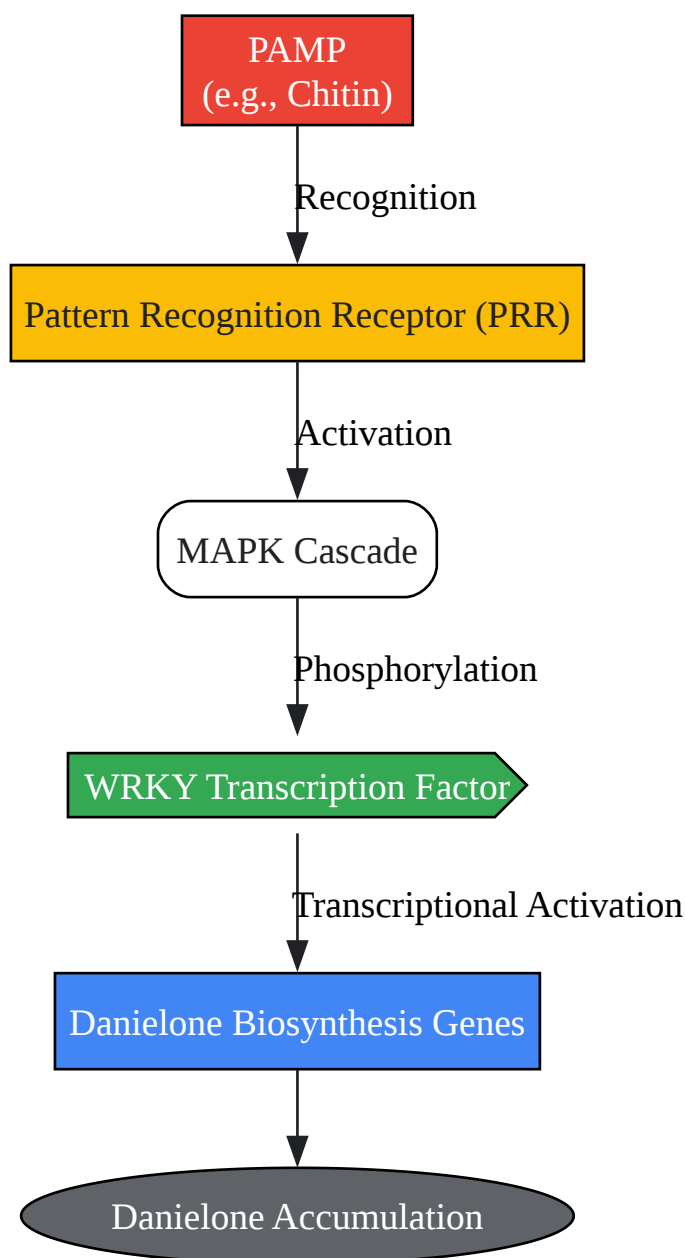 PAMP
(e.g., Chitin)
Recognition
Pattern Recognition Receptor (PRR)
Activation
MAPK Cascade
Phosphorylation
WRKY Transcription Factor
Transcriptional Activation
Danielone Biosynthesis Genes
Danielone Accumulation